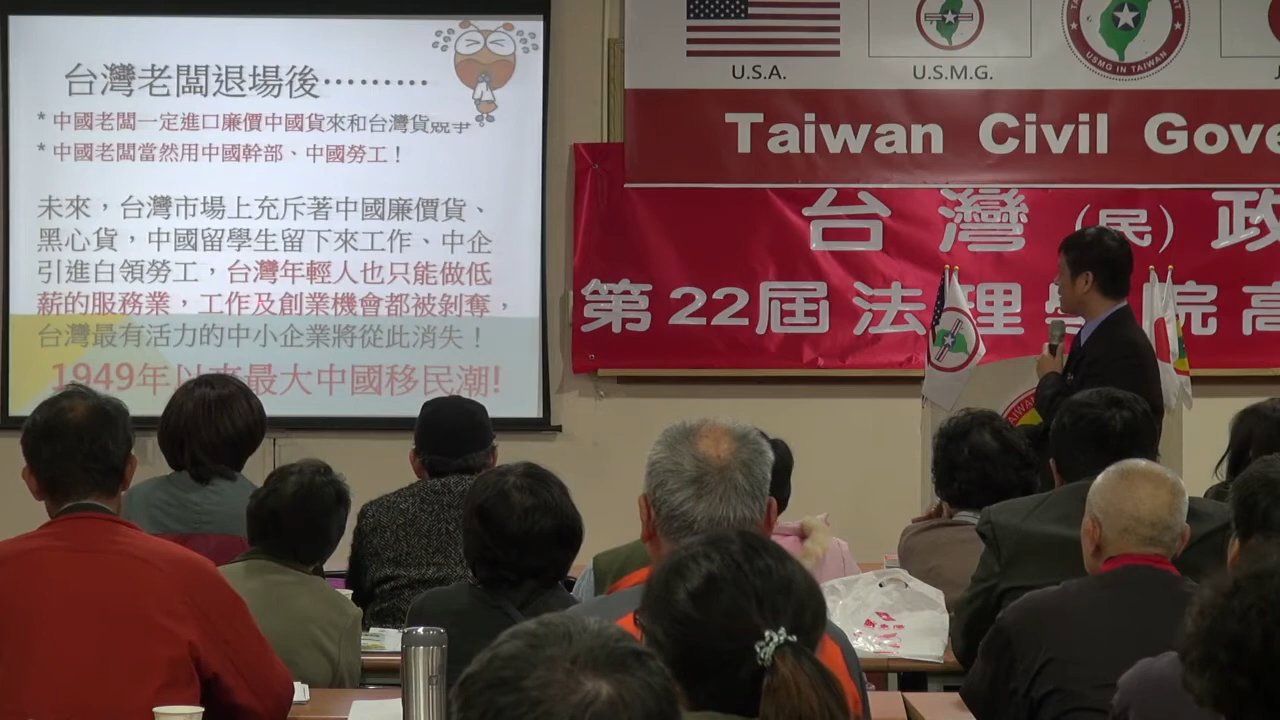 台灣老闆退場後………
* 中國老闆一定進口廉價中國貨來和台灣貨競爭
* 中國老闆當然用中國幹部、中國勞工！
未來，台灣市場上充斥著中國廉價貨、
黑心貨，中國留學生留下來工作、中企
引進白領勞工，台灣年輕人也只能做低
薪的服務業，工作及創業機會都被剝奪，
台灣最有活力的中小企業將從此消失！
1949年以來最大中國移民潮!
U.S.A.
U.S.M.G.
USMG IN TAIWAN
Taiwan Civil Gove
台灣（民）政
第22屆法理學院高